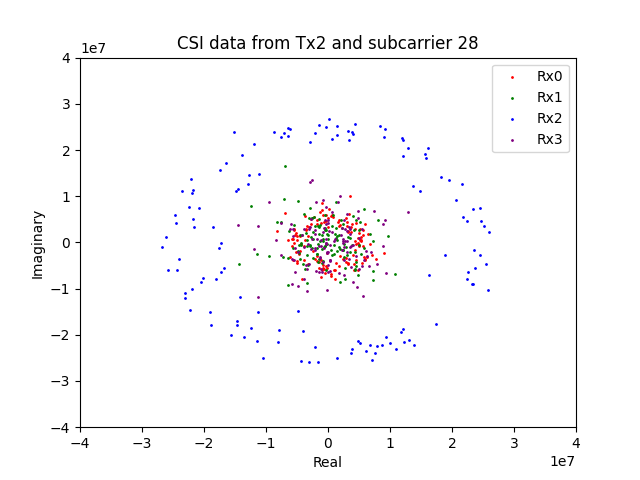 CSI data from Tx2 and subcarrier 28
1e7
4
3
2
1
0
−1
−2
−3
−4
Imaginary
Rx0
Rx1
Rx2
Rx3
−4 −3 −2 −1 0 1 2 3 4
Real
1e7